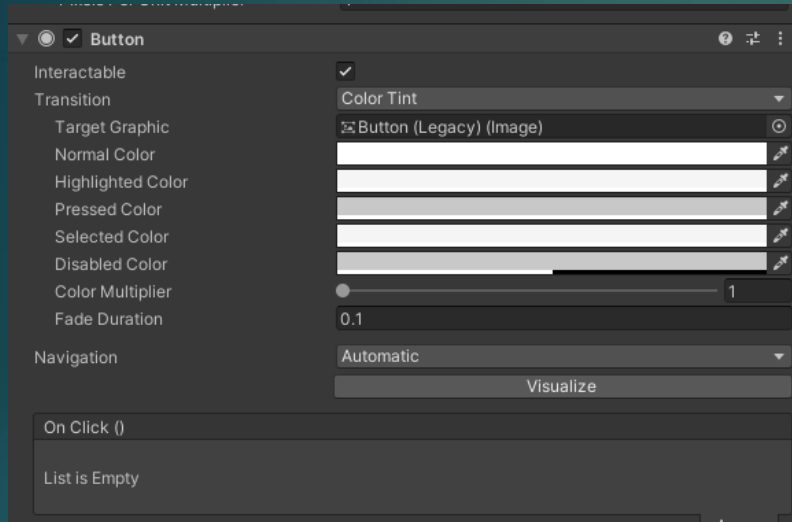 Button
Interactable
Transition Color Tint
Target Graphic Button (Legacy) (Image)
Normal Color
Highlighted Color
Pressed Color
Selected Color
Disabled Color
Color Multiplier 1
Fade Duration 0.1
Navigation Automatic
Visualize
On Click ()
List is Empty